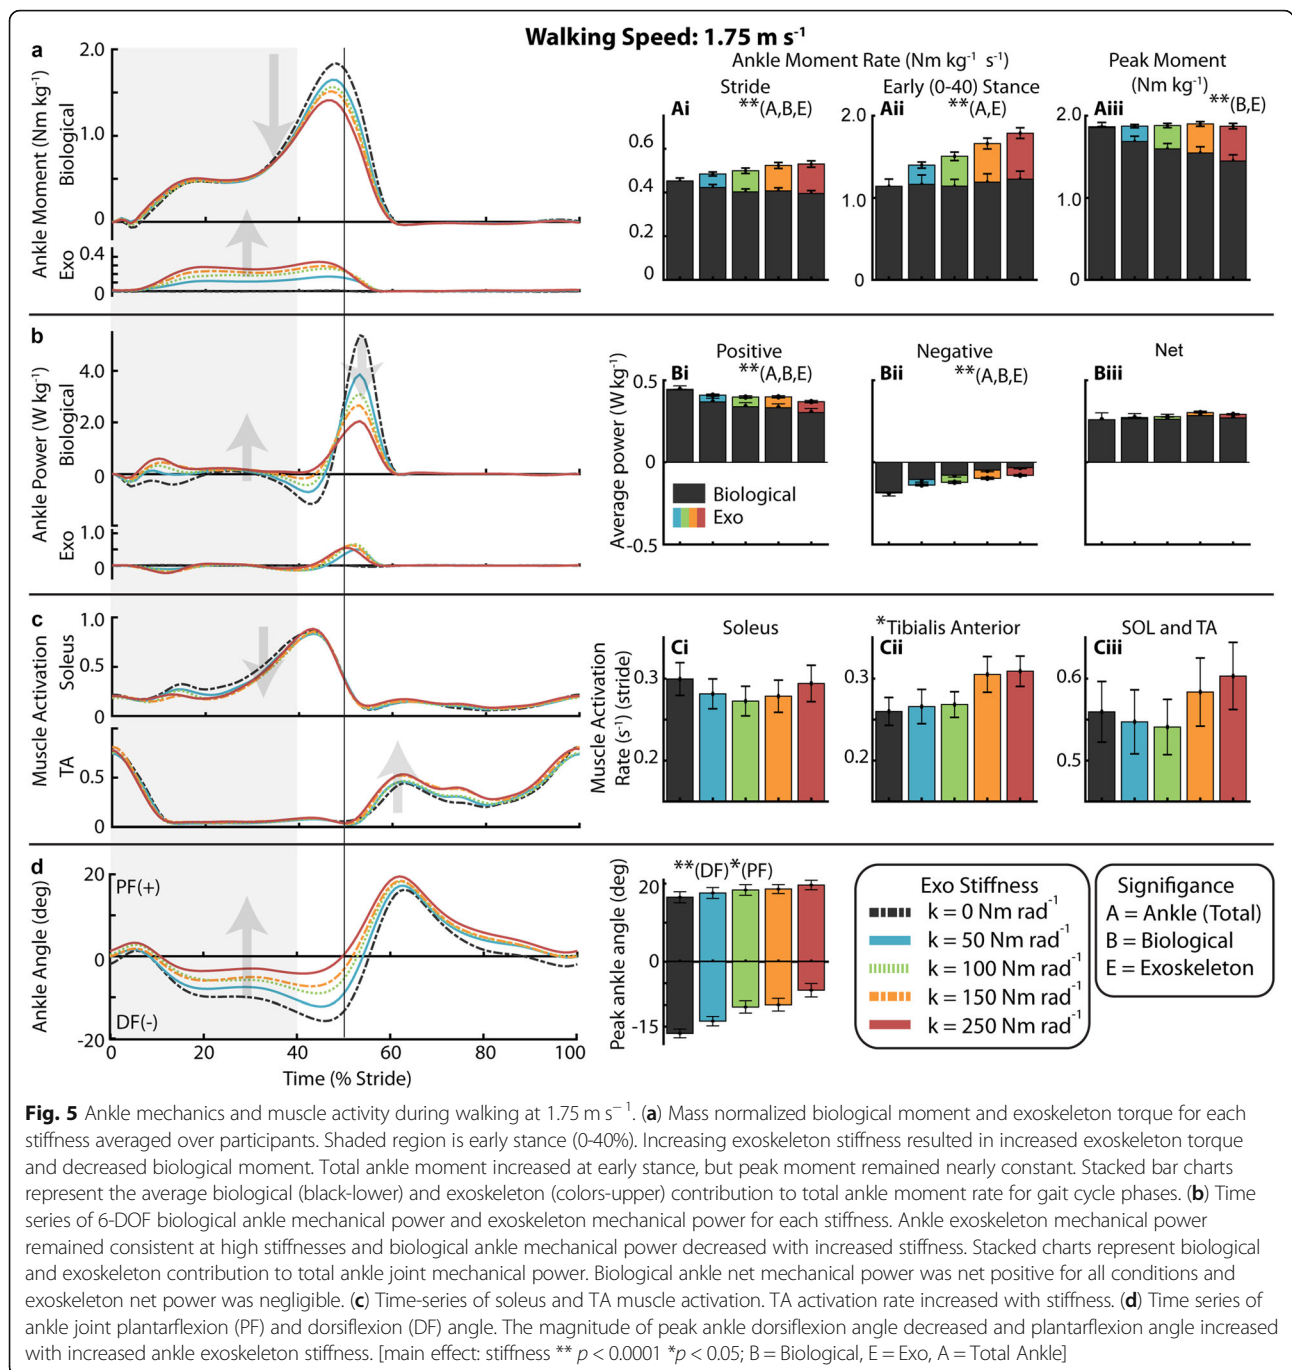 Walking Speed: 1.75 m s⁻¹
a
Ankle Moment (Nm kg⁻¹)
Biological
Exo
2.0
1.0
0
0.4
0
Ankle Moment Rate (Nm kg⁻¹ s⁻¹)
Stride
Ai
**(A,B,E)
0.6
0.4
0.2
0
Early (0-40) Stance
Aii
**(A,E)
2.0
1.0
0
Peak Moment
(Nm kg⁻¹)
Aiii
**(B,E)
2.0
1.0
0
b
Ankle Power (W kg⁻¹)
Biological
Exo
4.0
2.0
0
1.0
0
Average power (W kg⁻¹)
Positive
Bi
**(A,B,E)
0.5
0
-0.5
Biological
Exo
Negative
Bii
**(A,B,E)
Net
Biii
c
Muscle Activation
Soleus
TA
1.0
0.5
0
0.5
0
Muscle Activation
Rate (s⁻¹) (stride)
Soleus
Ci
0.3
0.2
*Tibialis Anterior
Cii
0.3
0.2
SOL and TA
Ciii
0.6
0.5
d
Ankle Angle (deg)
20
0
-20
PF(+)
DF(-)
0
20
40
60
80
100
Time (% Stride)
Peak ankle angle (deg)
**(DF)*(PF)
20
0
-15
Exo Stiffness
k = 0 Nm rad⁻¹
k = 50 Nm rad⁻¹
k = 100 Nm rad⁻¹
k = 150 Nm rad⁻¹
k = 250 Nm rad⁻¹
Signifigance
A = Ankle (Total)
B = Biological
E = Exoskeleton
Fig. 5 Ankle mechanics and muscle activity during walking at 1.75 m s⁻¹. (a) Mass normalized biological moment and exoskeleton torque for each
stiffness averaged over participants. Shaded region is early stance (0-40%). Increasing exoskeleton stiffness resulted in increased exoskeleton torque
and decreased biological moment. Total ankle moment increased at early stance, but peak moment remained nearly constant. Stacked bar charts
represent the average biological (black-lower) and exoskeleton (colors-upper) contribution to total ankle moment rate for gait cycle phases. (b) Time
series of 6-DOF biological ankle mechanical power and exoskeleton mechanical power for each stiffness. Ankle exoskeleton mechanical power
remained consistent at high stiffnesses and biological ankle mechanical power decreased with increased stiffness. Stacked charts represent biological
and exoskeleton contribution to total ankle joint mechanical power. Biological ankle net mechanical power was net positive for all conditions and
exoskeleton net power was negligible. (c) Time-series of soleus and TA muscle activation. TA activation rate increased with stiffness. (d) Time series of
ankle joint plantarflexion (PF) and dorsiflexion (DF) angle. The magnitude of peak ankle dorsiflexion angle decreased and plantarflexion angle increased
with increased ankle exoskeleton stiffness. [main effect: stiffness ** p < 0.0001 *p < 0.05; B = Biological, E = Exo, A = Total Ankle]